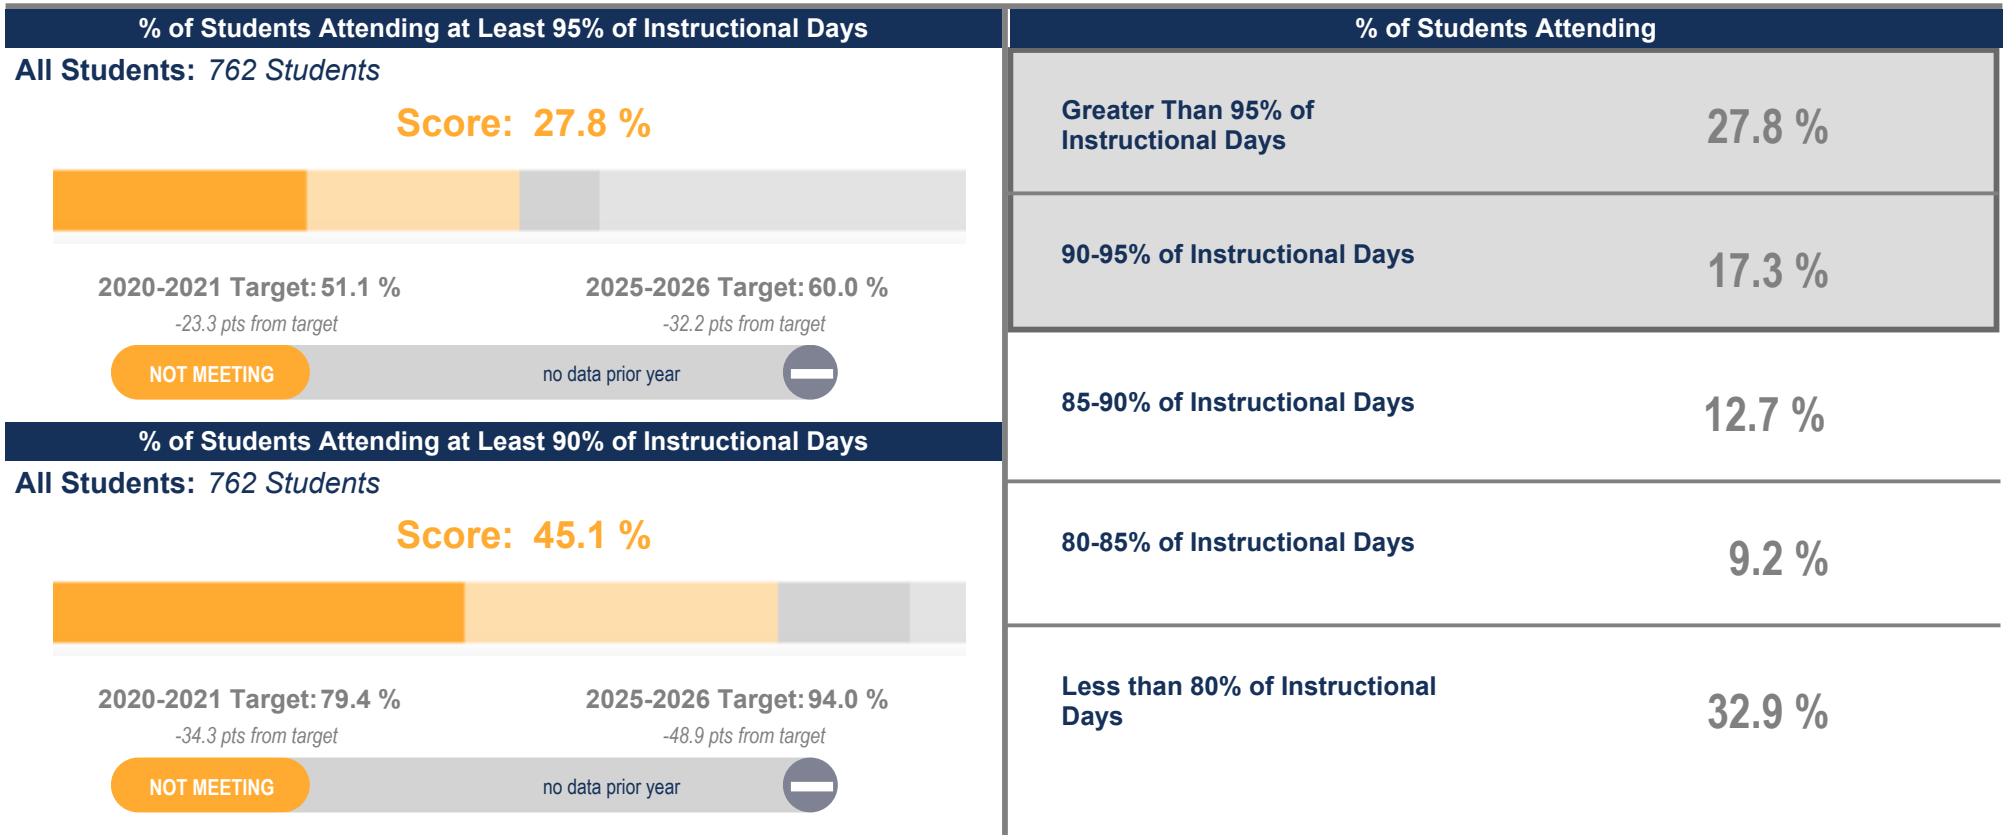 % of Students Attending at Least 95% of Instructional Days
All Students: 762 Students
Score: 27.8 %
2020-2021 Target: 51.1 %
-23.3 pts from target
2025-2026 Target: 60.0 %
-32.2 pts from target
NOT MEETING
no data prior year
% of Students Attending at Least 90% of Instructional Days
All Students: 762 Students
Score: 45.1 %
2020-2021 Target: 79.4 %
-34.3 pts from target
2025-2026 Target: 94.0 %
-48.9 pts from target
NOT MEETING
no data prior year
% of Students Attending
Greater Than 95% of
Instructional Days
27.8 %
90-95% of Instructional Days
17.3 %
85-90% of Instructional Days
12.7 %
80-85% of Instructional Days
9.2 %
Less than 80% of Instructional
Days
32.9 %